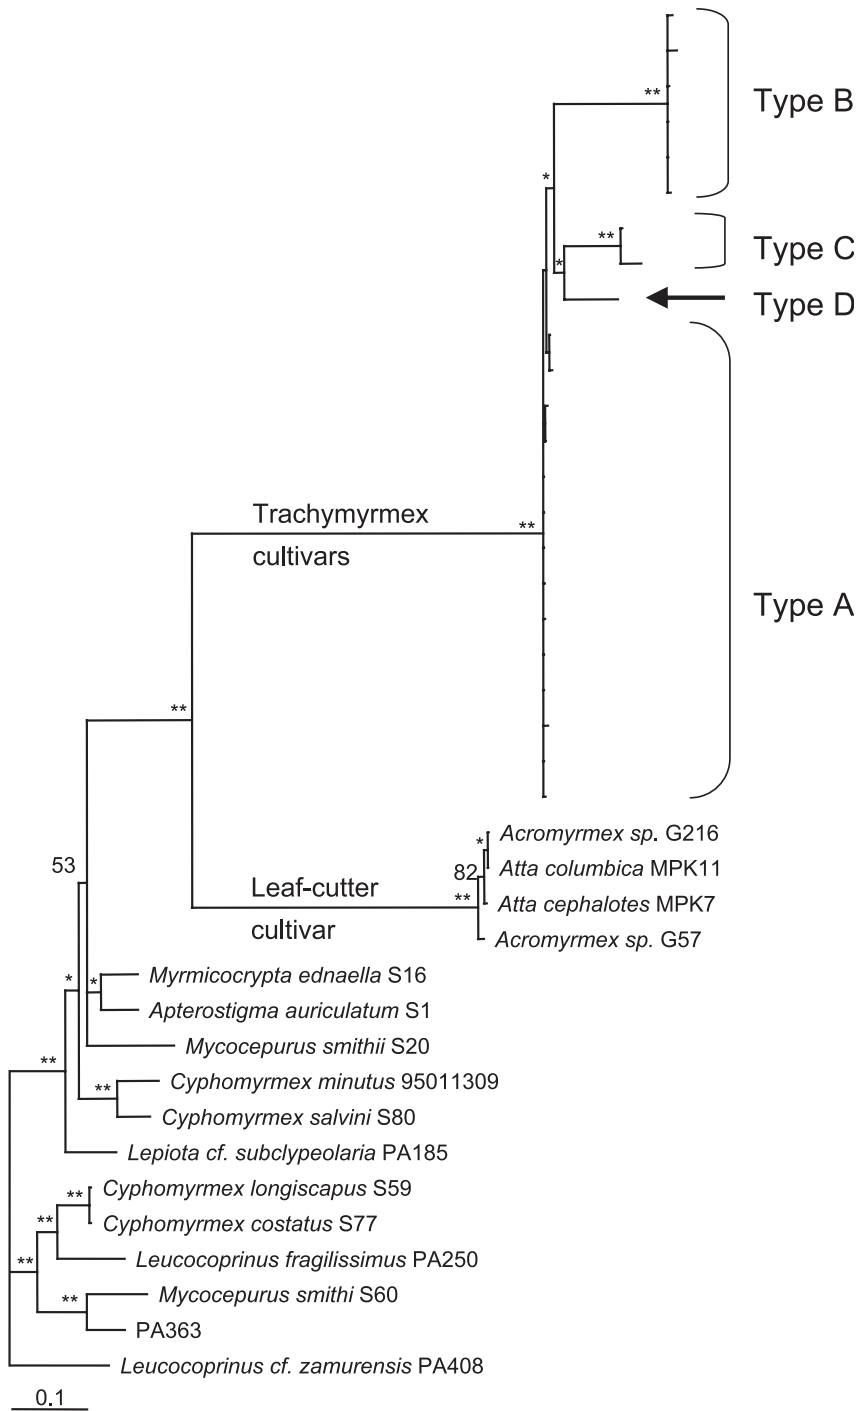 **
Type B
*
**
Type C
*
Type D
Trachymyrmex
**
cultivars
Type A
**
Acromyrmex sp. G216
*
53
82
Atta columbica MPK11
Leaf-cutter
**
Atta cephalotes MPK7
cultivar
Acromyrmex sp. G57
*
*
Myrmicocrypta ednaella S16
Apterostigma auriculatum S1
Mycocepurus smithii S20
**
**
Cyphomyrmex minutus 95011309
Cyphomyrmex salvini S80
Lepiota cf. subclypeolaria PA185
**
Cyphomyrmex longiscapus S59
**
Cyphomyrmex costatus S77
**
Leucocoprinus fragilissimus PA250
**
Mycocepurus smithi S60
PA363
Leucocoprinus cf. zamurensis PA408
0.1